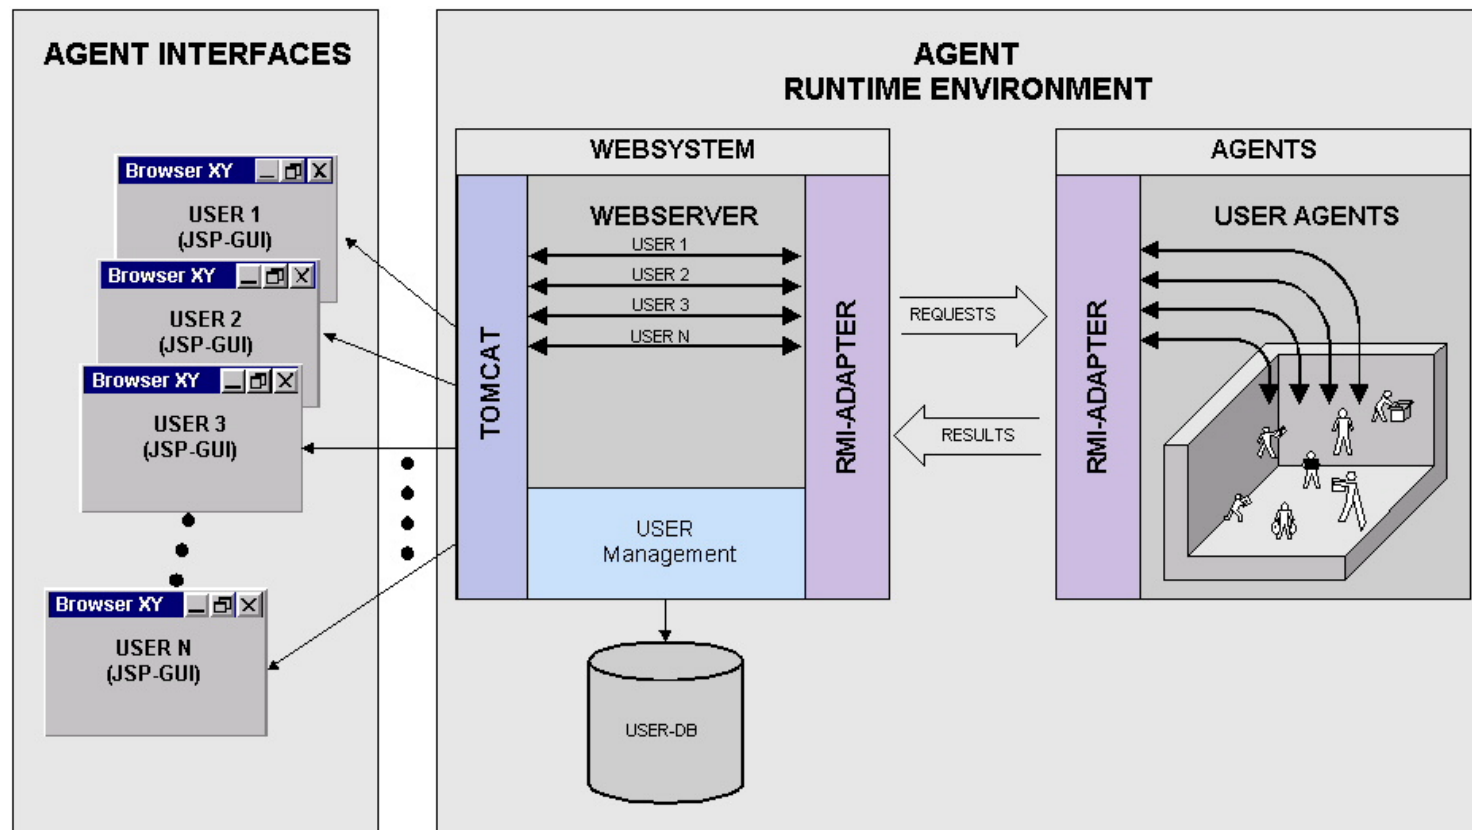 AGENT INTERFACES
Browser XY
USER 1
(JSP-GUI)
Browser XY
USER 2
(JSP-GUI)
Browser XY
USER 3
(JSP-GUI)
Browser XY
USER N
(JSP-GUI)
AGENT
RUNTIME ENVIRONMENT
WEBSYSTEM
TOMCAT
WEBSERVER
USER 1
USER 2
USER 3
USER N
USER
Management
RMI-ADAPTER
USER-DB
REQUESTS
RESULTS
AGENTS
RMI-ADAPTER
USER AGENTS